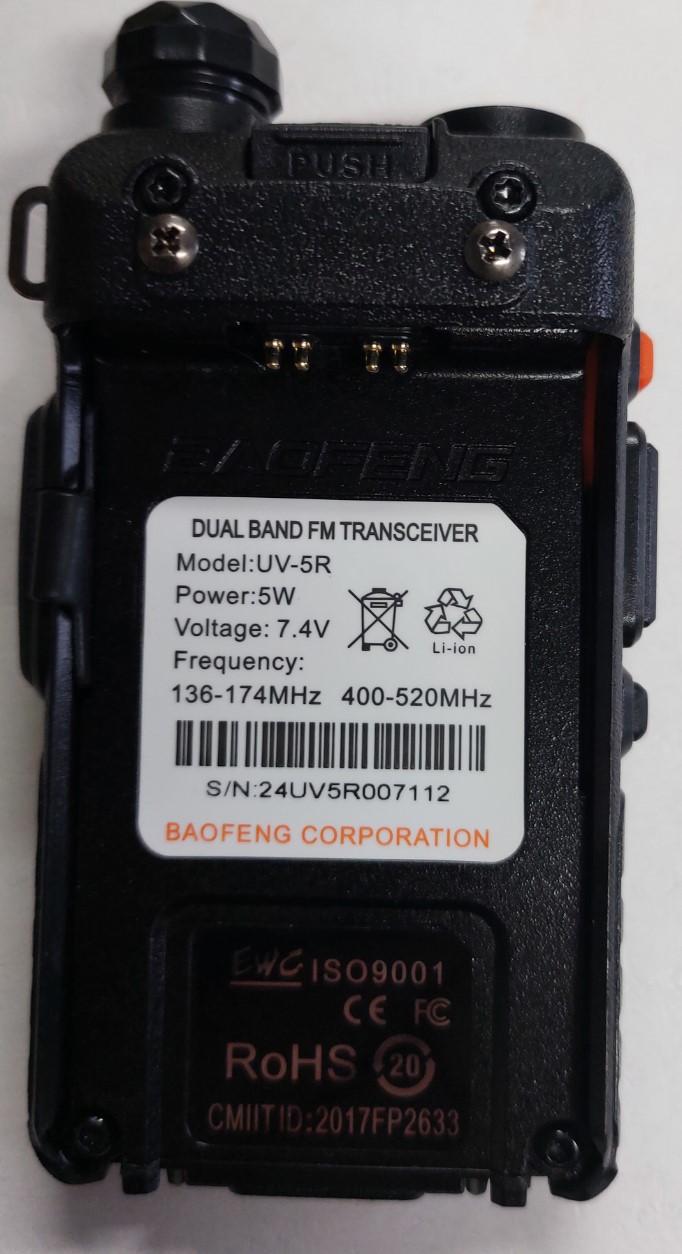 PUSH
BAOFENG
DUAL BAND FM TRANSCEIVER
Model:UV-5R
Power:5W
Voltage: 7.4V
Li-ion
Frequency:
136-174MHz 400-520MHz
S/N:24UV5R007112
BAOFENG CORPORATION
EWC ISO9001
CE FC
RoHS 20
CMIIT ID:2017FP2633